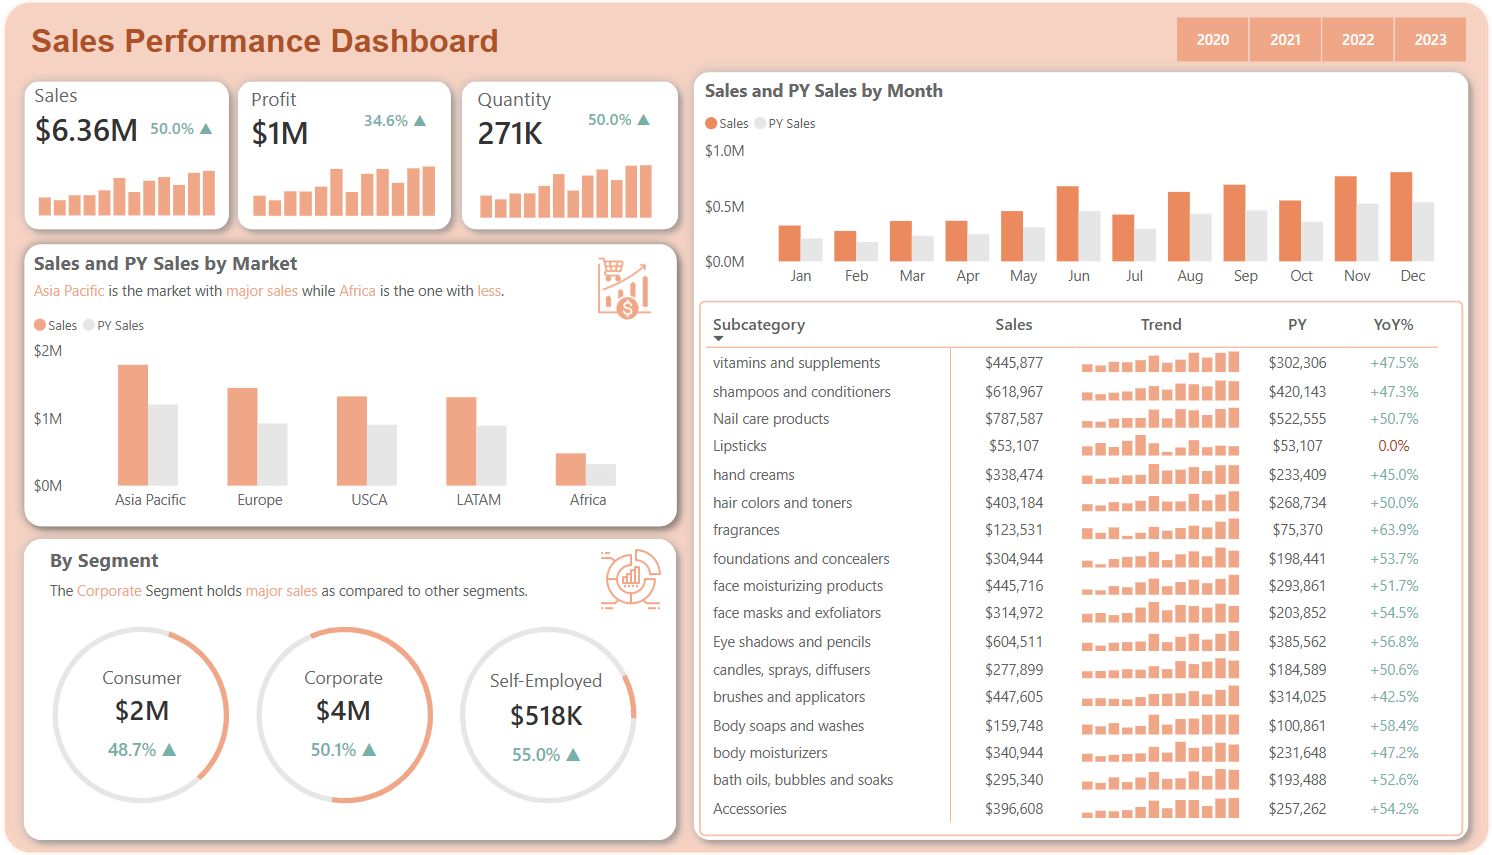 Sales Performance Dashboard
2020 2021 2022 2023
Sales
$6.36M 50.0% ▲
Profit
$1M 34.6% ▲
Quantity
271K 50.0% ▲
Sales and PY Sales by Market
Asia Pacific is the market with major sales while Africa is the one with less.
Sales PY Sales
$2M
$1M
$0M
Asia Pacific Europe USCA LATAM Africa
By Segment
The Corporate Segment holds major sales as compared to other segments.
Consumer
$2M
48.7% ▲
Corporate
$4M
50.1% ▲
Self-Employed
$518K
55.0% ▲
Sales and PY Sales by Month
Sales PY Sales
$1.0M
$0.5M
$0.0M
Jan Feb Mar Apr May Jun Jul Aug Sep Oct Nov Dec
Subcategory Sales Trend PY YoY%
vitamins and supplements $445,877 $302,306 +47.5%
shampoos and conditioners $618,967 $420,143 +47.3%
Nail care products $787,587 $522,555 +50.7%
Lipsticks $53,107 $53,107 0.0%
hand creams $338,474 $233,409 +45.0%
hair colors and toners $403,184 $268,734 +50.0%
fragrances $123,531 $75,370 +63.9%
foundations and concealers $304,944 $198,441 +53.7%
face moisturizing products $445,716 $293,861 +51.7%
face masks and exfoliators $314,972 $203,852 +54.5%
Eye shadows and pencils $604,511 $385,562 +56.8%
candles, sprays, diffusers $277,899 $184,589 +50.6%
brushes and applicators $447,605 $314,025 +42.5%
Body soaps and washes $159,748 $100,861 +58.4%
body moisturizers $340,944 $231,648 +47.2%
bath oils, bubbles and soaks $295,340 $193,488 +52.6%
Accessories $396,608 $257,262 +54.2%